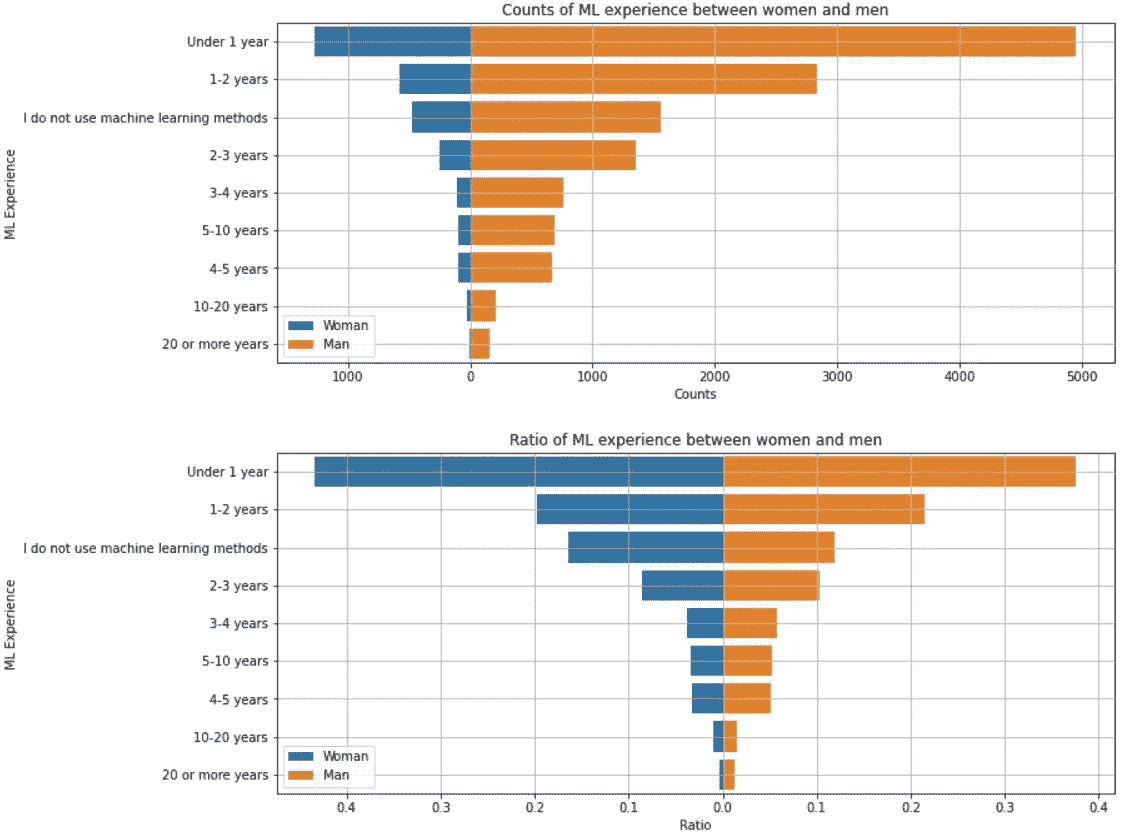 Counts of ML experience between women and men
ML Experience
Under 1 year
1-2 years
I do not use machine learning methods
2-3 years
3-4 years
5-10 years
4-5 years
10-20 years
20 or more years
Woman
Man
1000 0 1000 2000 3000 4000 5000
Counts
Ratio of ML experience between women and men
ML Experience
Under 1 year
1-2 years
I do not use machine learning methods
2-3 years
3-4 years
5-10 years
4-5 years
10-20 years
20 or more years
Woman
Man
0.4 0.1 0.2 0.1 0.0 0.1 0.2 0.3 0.4
Ratio